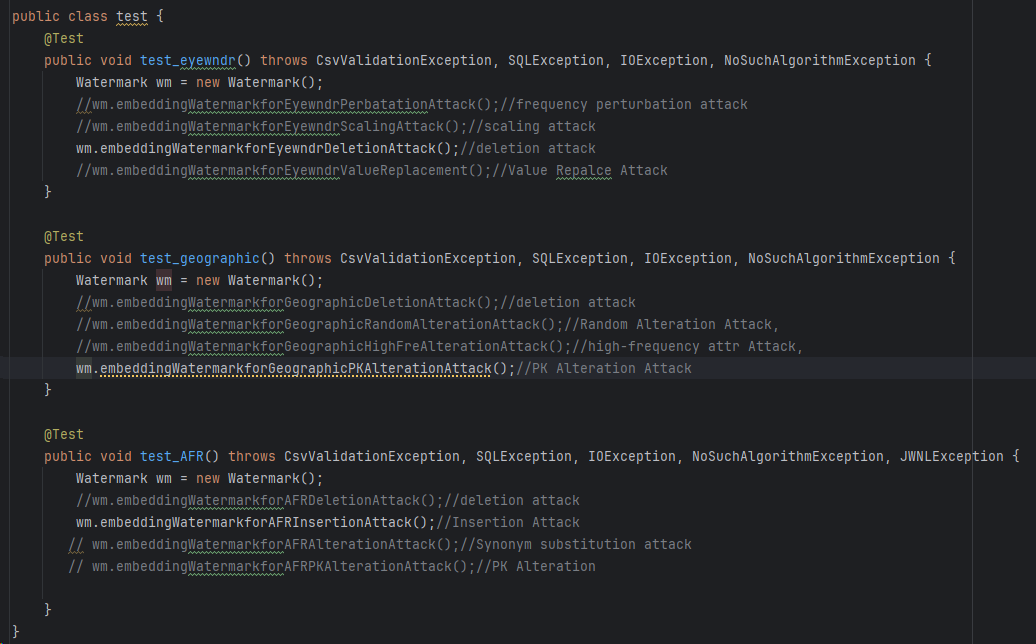 public class test {
    @Test
    public void test_eyewndr() throws CsvValidationException, SQLException, IOException, NoSuchAlgorithmException {
        Watermark wm = new Watermark();
        //wm.embeddingWatermarkforEyewndrPerbatationAttack();//frequency perturbation attack
        //wm.embeddingWatermarkforEyewndrScalingAttack();//scaling attack
        wm.embeddingWatermarkforEyewndrDeletionAttack();//deletion attack
        //wm.embeddingWatermarkforEyewndrValueReplacement();//Value Repalce Attack
    }

    @Test
    public void test_geographic() throws CsvValidationException, SQLException, IOException, NoSuchAlgorithmException {
        Watermark wm = new Watermark();
        //wm.embeddingWatermarkforGeographicDeletionAttack();//deletion attack
        //wm.embeddingWatermarkforGeographicRandomAlterationAttack();//Random Alteration Attack,
        //wm.embeddingWatermarkforGeographicHighFreAlterationAttack();//high-frequency attr Attack,
        wm.embeddingWatermarkforGeographicPKAlterationAttack();//PK Alteration Attack
    }

    @Test
    public void test_AFR() throws CsvValidationException, SQLException, IOException, NoSuchAlgorithmException, JWNLException {
        Watermark wm = new Watermark();
        //wm.embeddingWatermarkforAFRDeletionAttack();//deletion attack
        wm.embeddingWatermarkforAFRInsertionAttack();//Insertion Attack
       // wm.embeddingWatermarkforAFRAlterationAttack();//Synonym substitution attack
       // wm.embeddingWatermarkforAFRPKAlterationAttack();//PK Alteration

    }
}